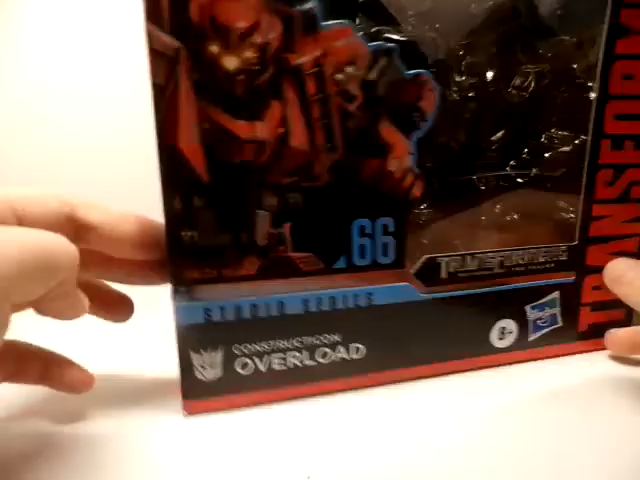 66
TRANSFORMERS
STUDIO SERIES
CONSTRUCTICON
OVERLOAD
8+
TRANSFORM